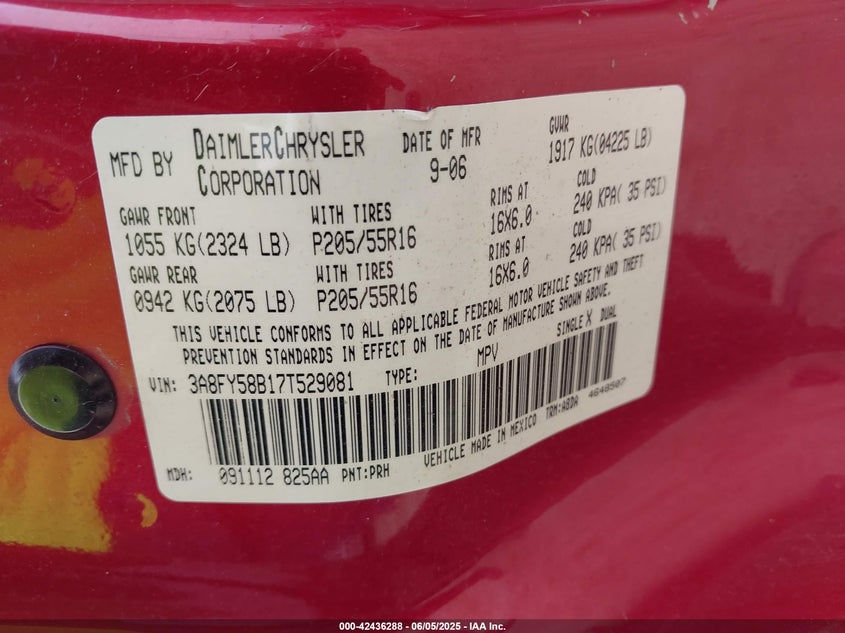 MFD BY DAIMLERCHRYSLER CORPORATION DATE OF MFR 9-06 GVWR 1917 KG(04225 LB)
GAWR FRONT WITH TIRES RIMS AT COLD
1055 KG(2324 LB) P205/55R16 16X6.0 240 KPA( 35 PSI)
GAWR REAR WITH TIRES RIMS AT COLD
0942 KG(2075 LB) P205/55R16 16X6.0 240 KPA( 35 PSI)
THIS VEHICLE CONFORMS TO ALL APPLICABLE FEDERAL MOTOR VEHICLE SAFETY AND THEFT
PREVENTION STANDARDS IN EFFECT ON THE DATE OF MANUFACTURE SHOWN ABOVE.
VIN: 3A8FY58B17T529081 TYPE: MPV SINGLE X DUAL
MDH: 091112 825AA PNT:PRH VEHICLE MADE IN MEXICO TRM:ABDA 4648507
000-42436288 - 06/05/2025 - IAA Inc.